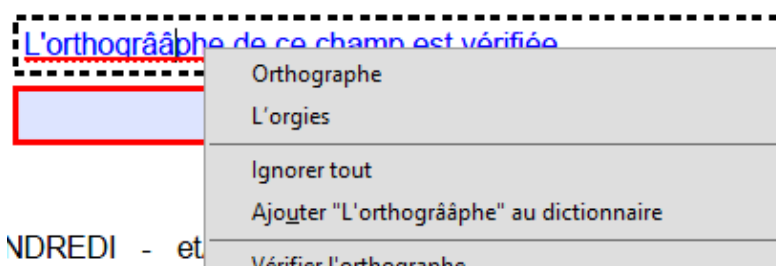 L'orthogrââphe de ce champ est vérifiée
Orthographe
L'orgies
Ignorer tout
Ajouter "L'orthogrââphe" au dictionnaire
NDREDI - et
Vérifier l'orthographe